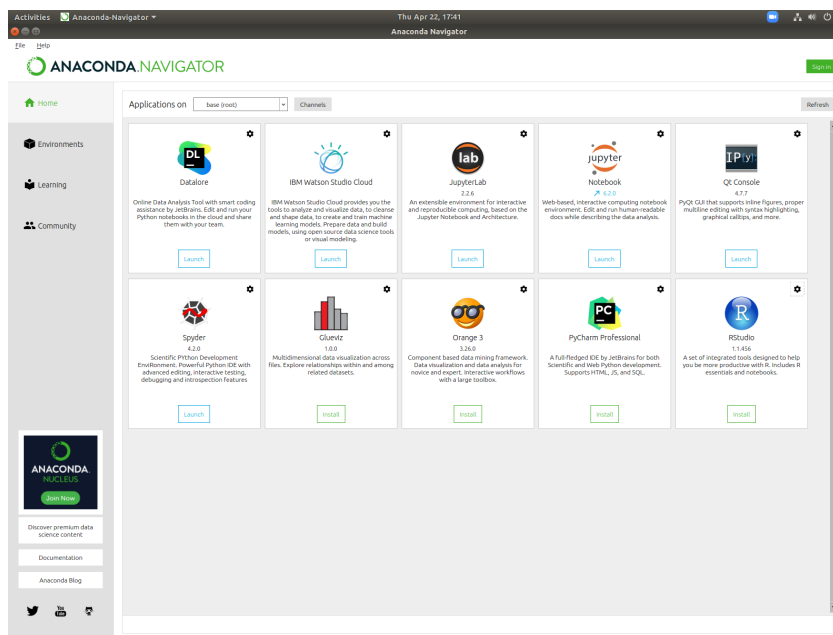 Activities Anaconda-Navigator
Thu Apr 22, 17:41
Anaconda Navigator
File Help
ANACONDA.NAVIGATOR
Sign in
Home
Environments
Learning
Community
Applications on base (root) Channels Refresh
Datalore
Online Data Analysis Tool with smart coding
assistance by JetBrains. Edit and run your
Python notebooks in the cloud and share
them with your team.
Launch
IBM Watson Studio Cloud
IBM Watson Studio Cloud provides you the
tools to analyze and visualize data, to cleanse
and shape data, to create and train machine
learning models. Prepare data and build
models, using open source data science tools
or visual modeling.
Launch
lab
JupyterLab
2.2.6
An extensible environment for interactive
and reproducible computing, based on the
Jupyter Notebook and Architecture.
Launch
jupyter
Notebook
6.2.0
Web-based, interactive computing notebook
environment. Edit and run human-readable
docs while describing the data analysis.
Launch
IP[y]:
Qt Console
4.7.7
PyQt GUI that supports inline figures, proper
multiline editing with syntax highlighting,
graphical calltips, and more.
Launch
Spyder
4.2.0
Scientific PYthon Development
EnviRonment. Powerful Python IDE with
advanced editing, interactive testing,
debugging and introspection features
Launch
Glueviz
1.0.0
Multidimensional data visualization across
files. Explore relationships within and among
related datasets.
Install
Orange 3
3.26.0
Component based data mining framework.
Data visualization and data analysis for
novice and expert. Interactive workflows
with a large toolbox.
Install
PC
PyCharm Professional
A full-fledged IDE by JetBrains for both
Scientific and Web Python development.
Supports HTML, JS, and SQL.
Install
R
RStudio
1.1.456
A set of integrated tools designed to help
you be more productive with R. Includes R
essentials and notebooks.
Install
DL
ANACONDA.
NUCLEUS
Join Now
Discover premium data
science content
Documentation
Anaconda Blog
You
Tube